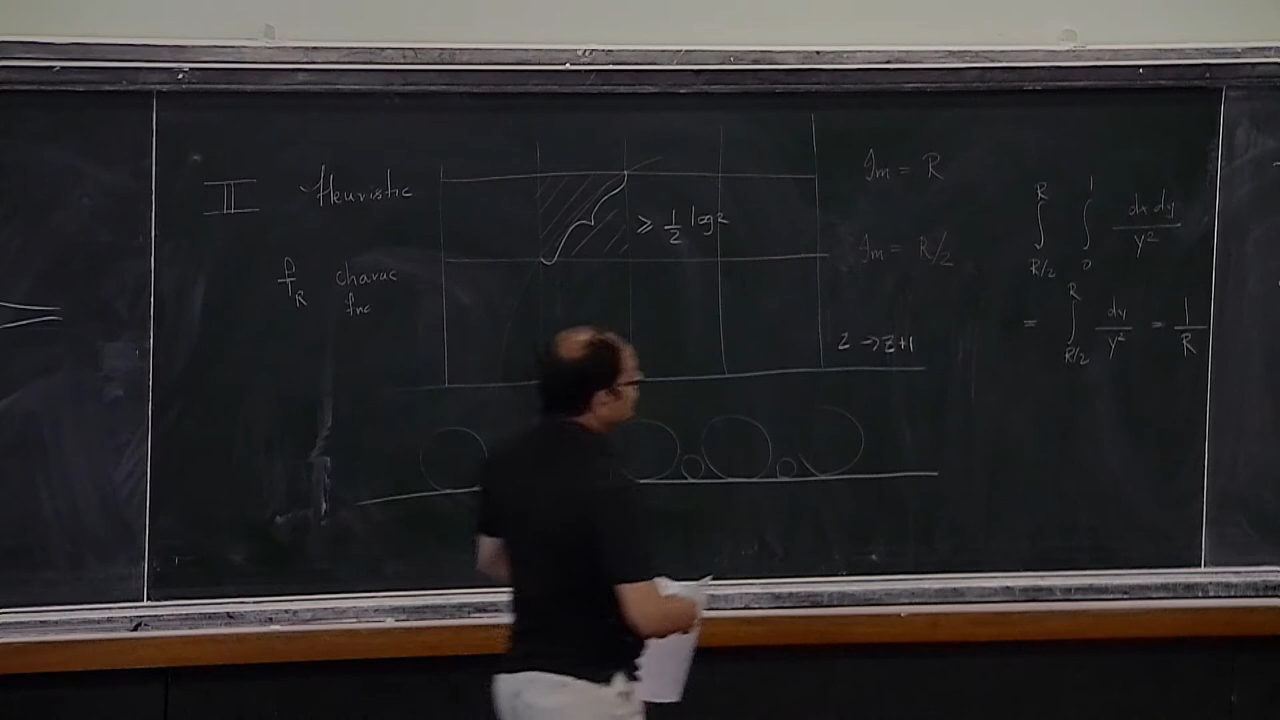 II Heuristic
f_R charac
fnc
≥ 1/2 log 2
Im = R
Im = R/2
z → z+1
∫_{R/2}^{R} ∫_0^1 dx dy / y²
= ∫_{R/2}^{R} dy / y² = 1/R